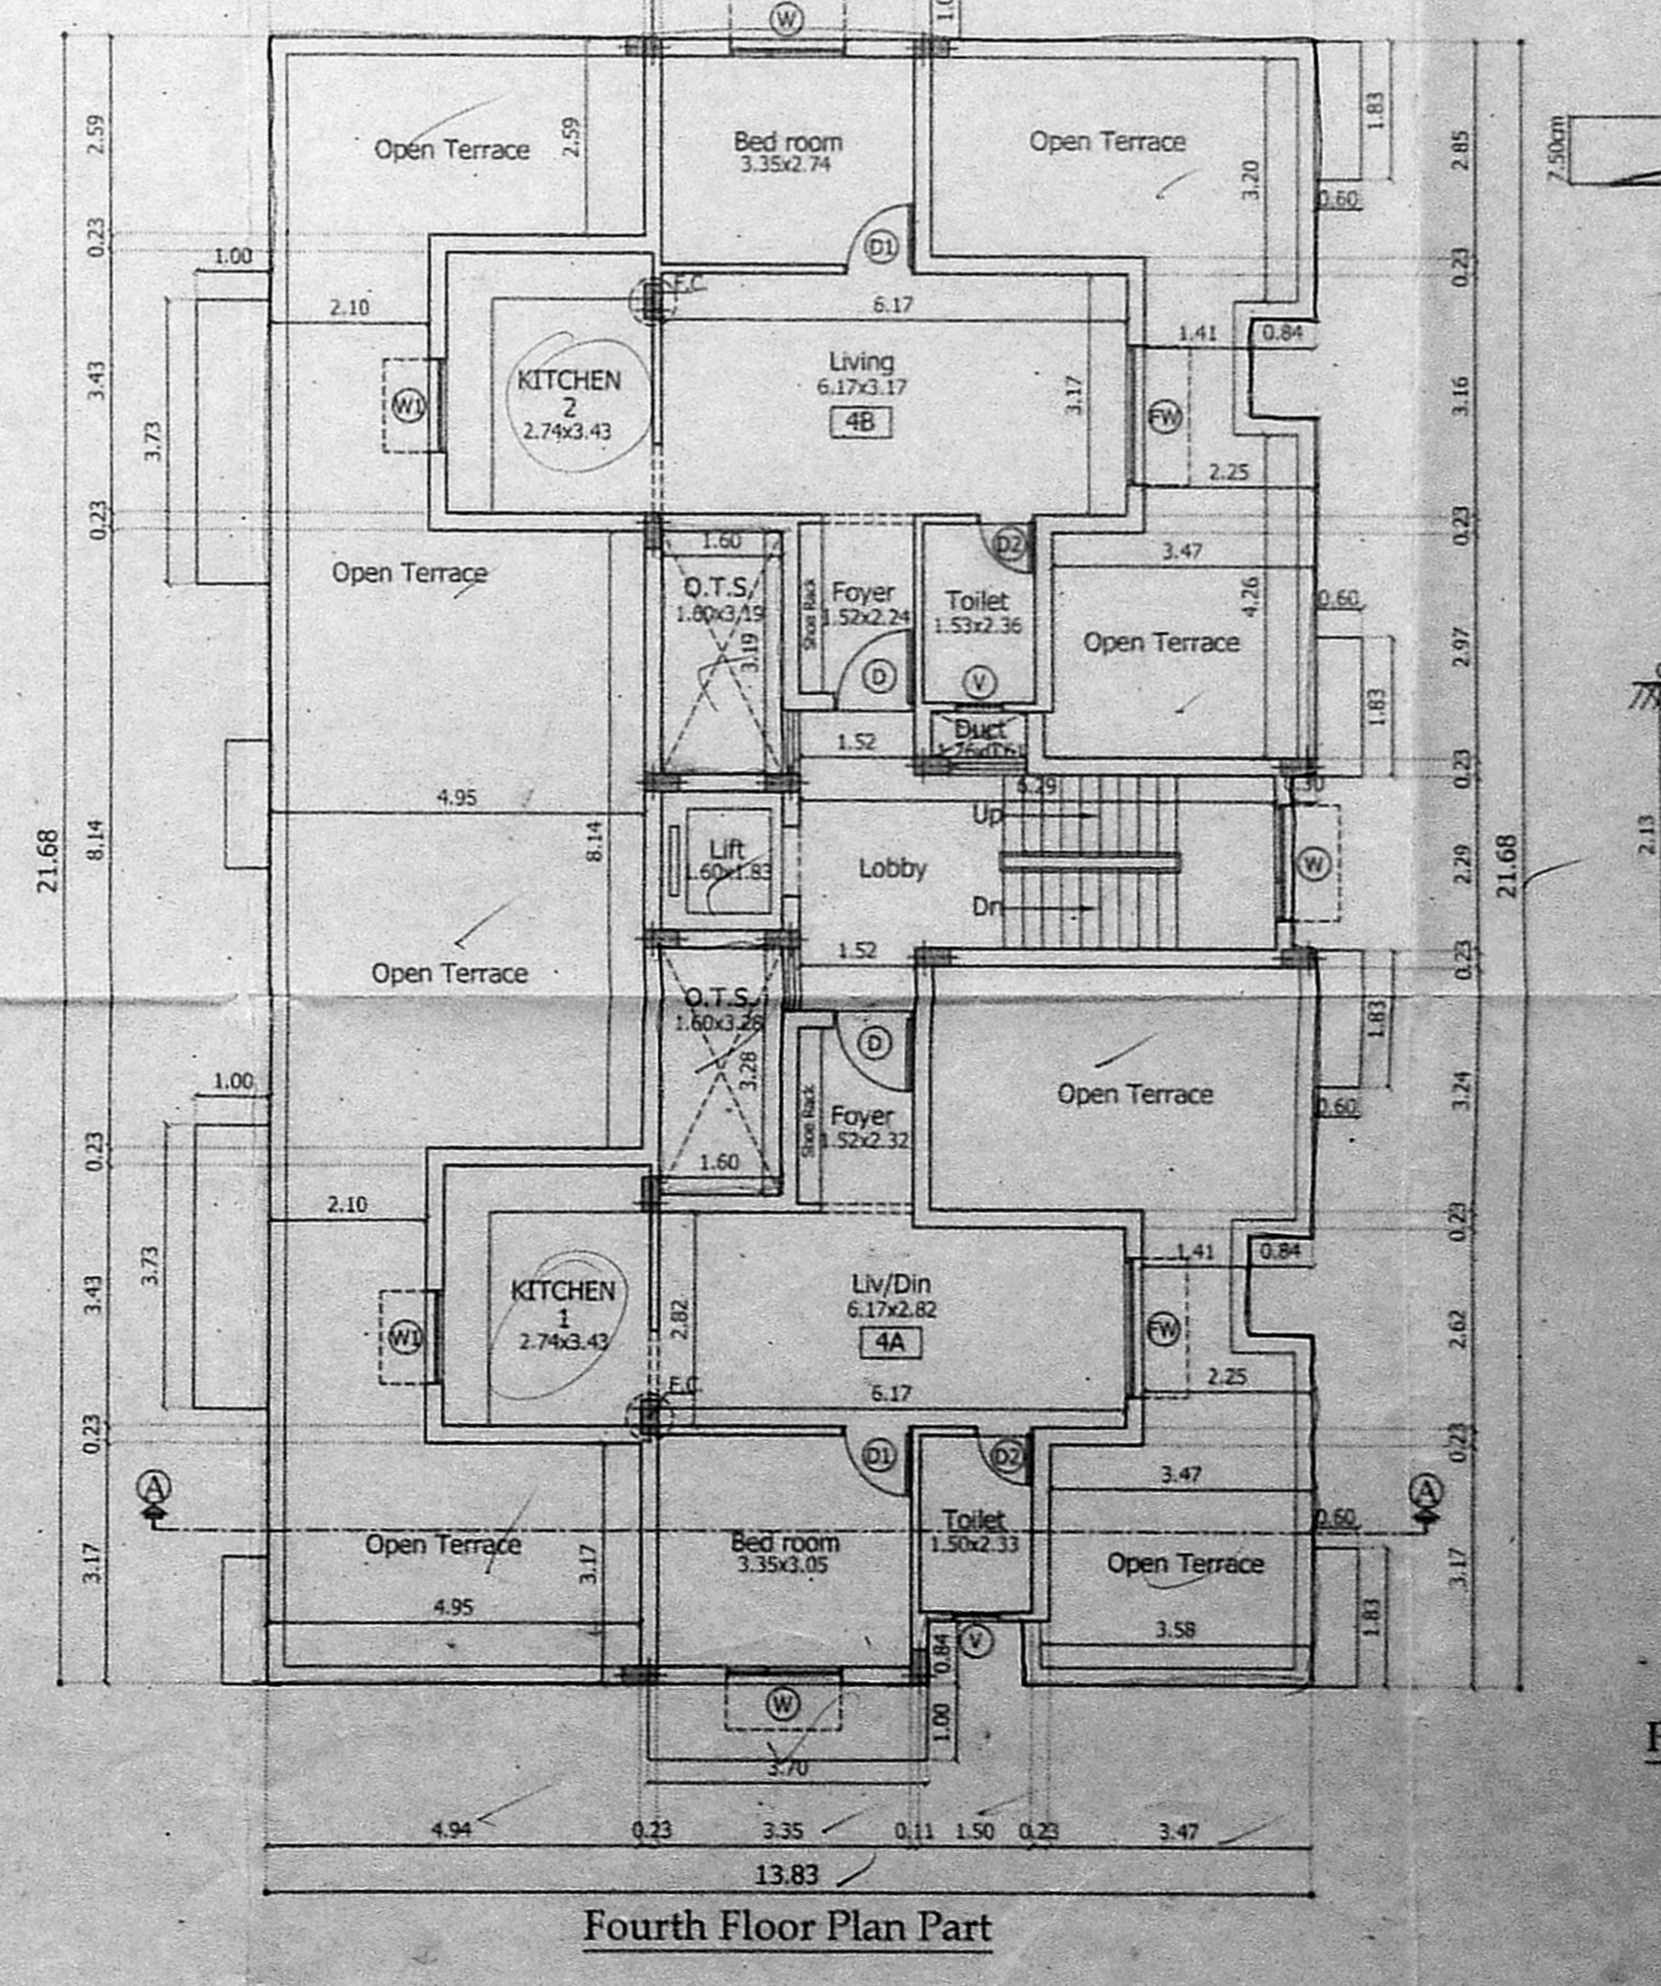 W
1.0
2.59
Open Terrace
2.59
Bed room
3.35x2.74
Open Terrace
3.20
1.83
2.85
7.50cm
0.60
0.23
D1
0.23
1.00
2.10
F.C
6.17
1.41
0.84
3.43
3.73
W1
KITCHEN
2
2.74x3.43
Living
6.17x3.17
4B
3.17
FW
3.16
2.25
0.23
0.23
1.60
D2
3.47
Open Terrace
O.T.S.
1.60x3.19
3.19
Shoe Rack
Foyer
1.52x2.24
Toilet
1.53x2.36
4.26
0.60
Open Terrace
2.97
D
V
1.83
1.52
Duct
0.23
4.95
6.29
0.30
Up
21.68
8.14
8.14
Lift
1.60x1.83
Lobby
W
2.29
21.68
2.13
Dn
1.52
0.23
Open Terrace
O.T.S.
1.60x3.28
3.28
D
1.83
1.00
Shoe Rack
Foyer
1.52x2.32
Open Terrace
3.24
0.60
0.23
1.60
2.10
0.23
1.41
0.84
3.73
3.43
W1
KITCHEN
1
2.74x3.43
2.82
Liv/Din
6.17x2.82
4A
FW
2.62
2.25
F.C
6.17
0.23
D1
D2
0.23
3.47
A
A
0.60
Open Terrace
3.17
3.17
Bed room
3.35x3.05
Toilet
1.50x2.33
Open Terrace
3.17
4.95
3.58
1.83
0.84
V
W
1.00
3.70
4.94
0.23
3.35
0.11
1.50
0.23
3.47
13.83
Fourth Floor Plan Part